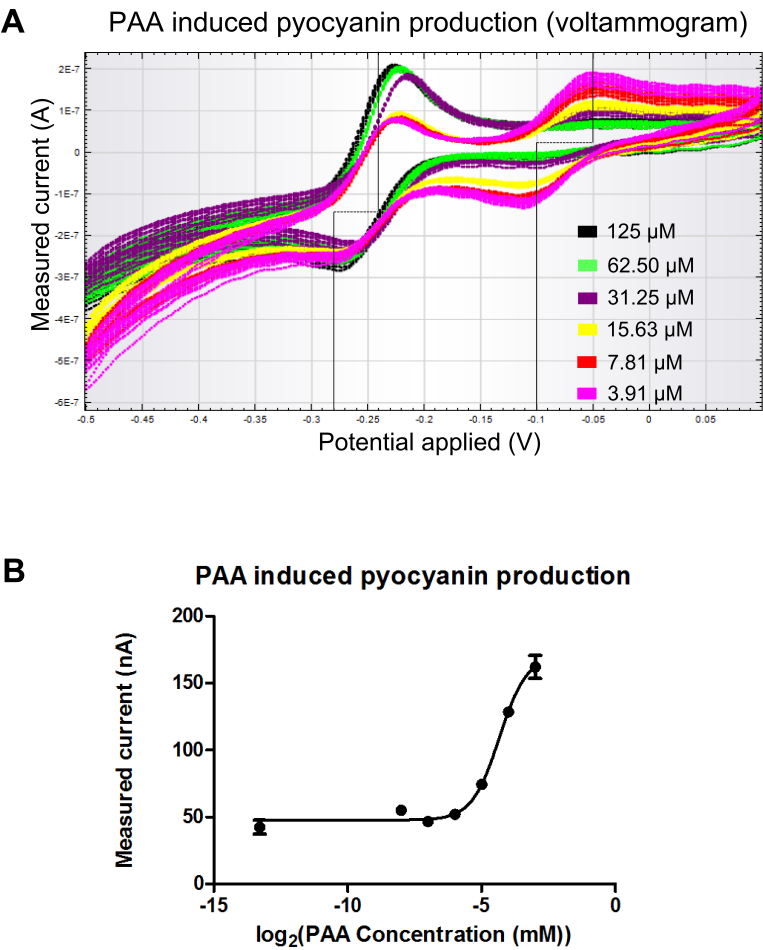 A
PAA induced pyocyanin production (voltammogram)
Measured current (A)
2E-7
1E-7
0
-1E-7
-2E-7
-3E-7
-4E-7
-5E-7
-6E-7
125 µM
62.50 µM
31.25 µM
15.63 µM
7.81 µM
3.91 µM
-0.5 -0.45 -0.4 -0.35 -0.3 -0.25 -0.2 -0.15 -0.1 -0.05 0 0.05
Potential applied (V)
B
PAA induced pyocyanin production
Measured current (nA)
200
150
100
50
0
-15 -10 -5 0
log2(PAA Concentration (mM))